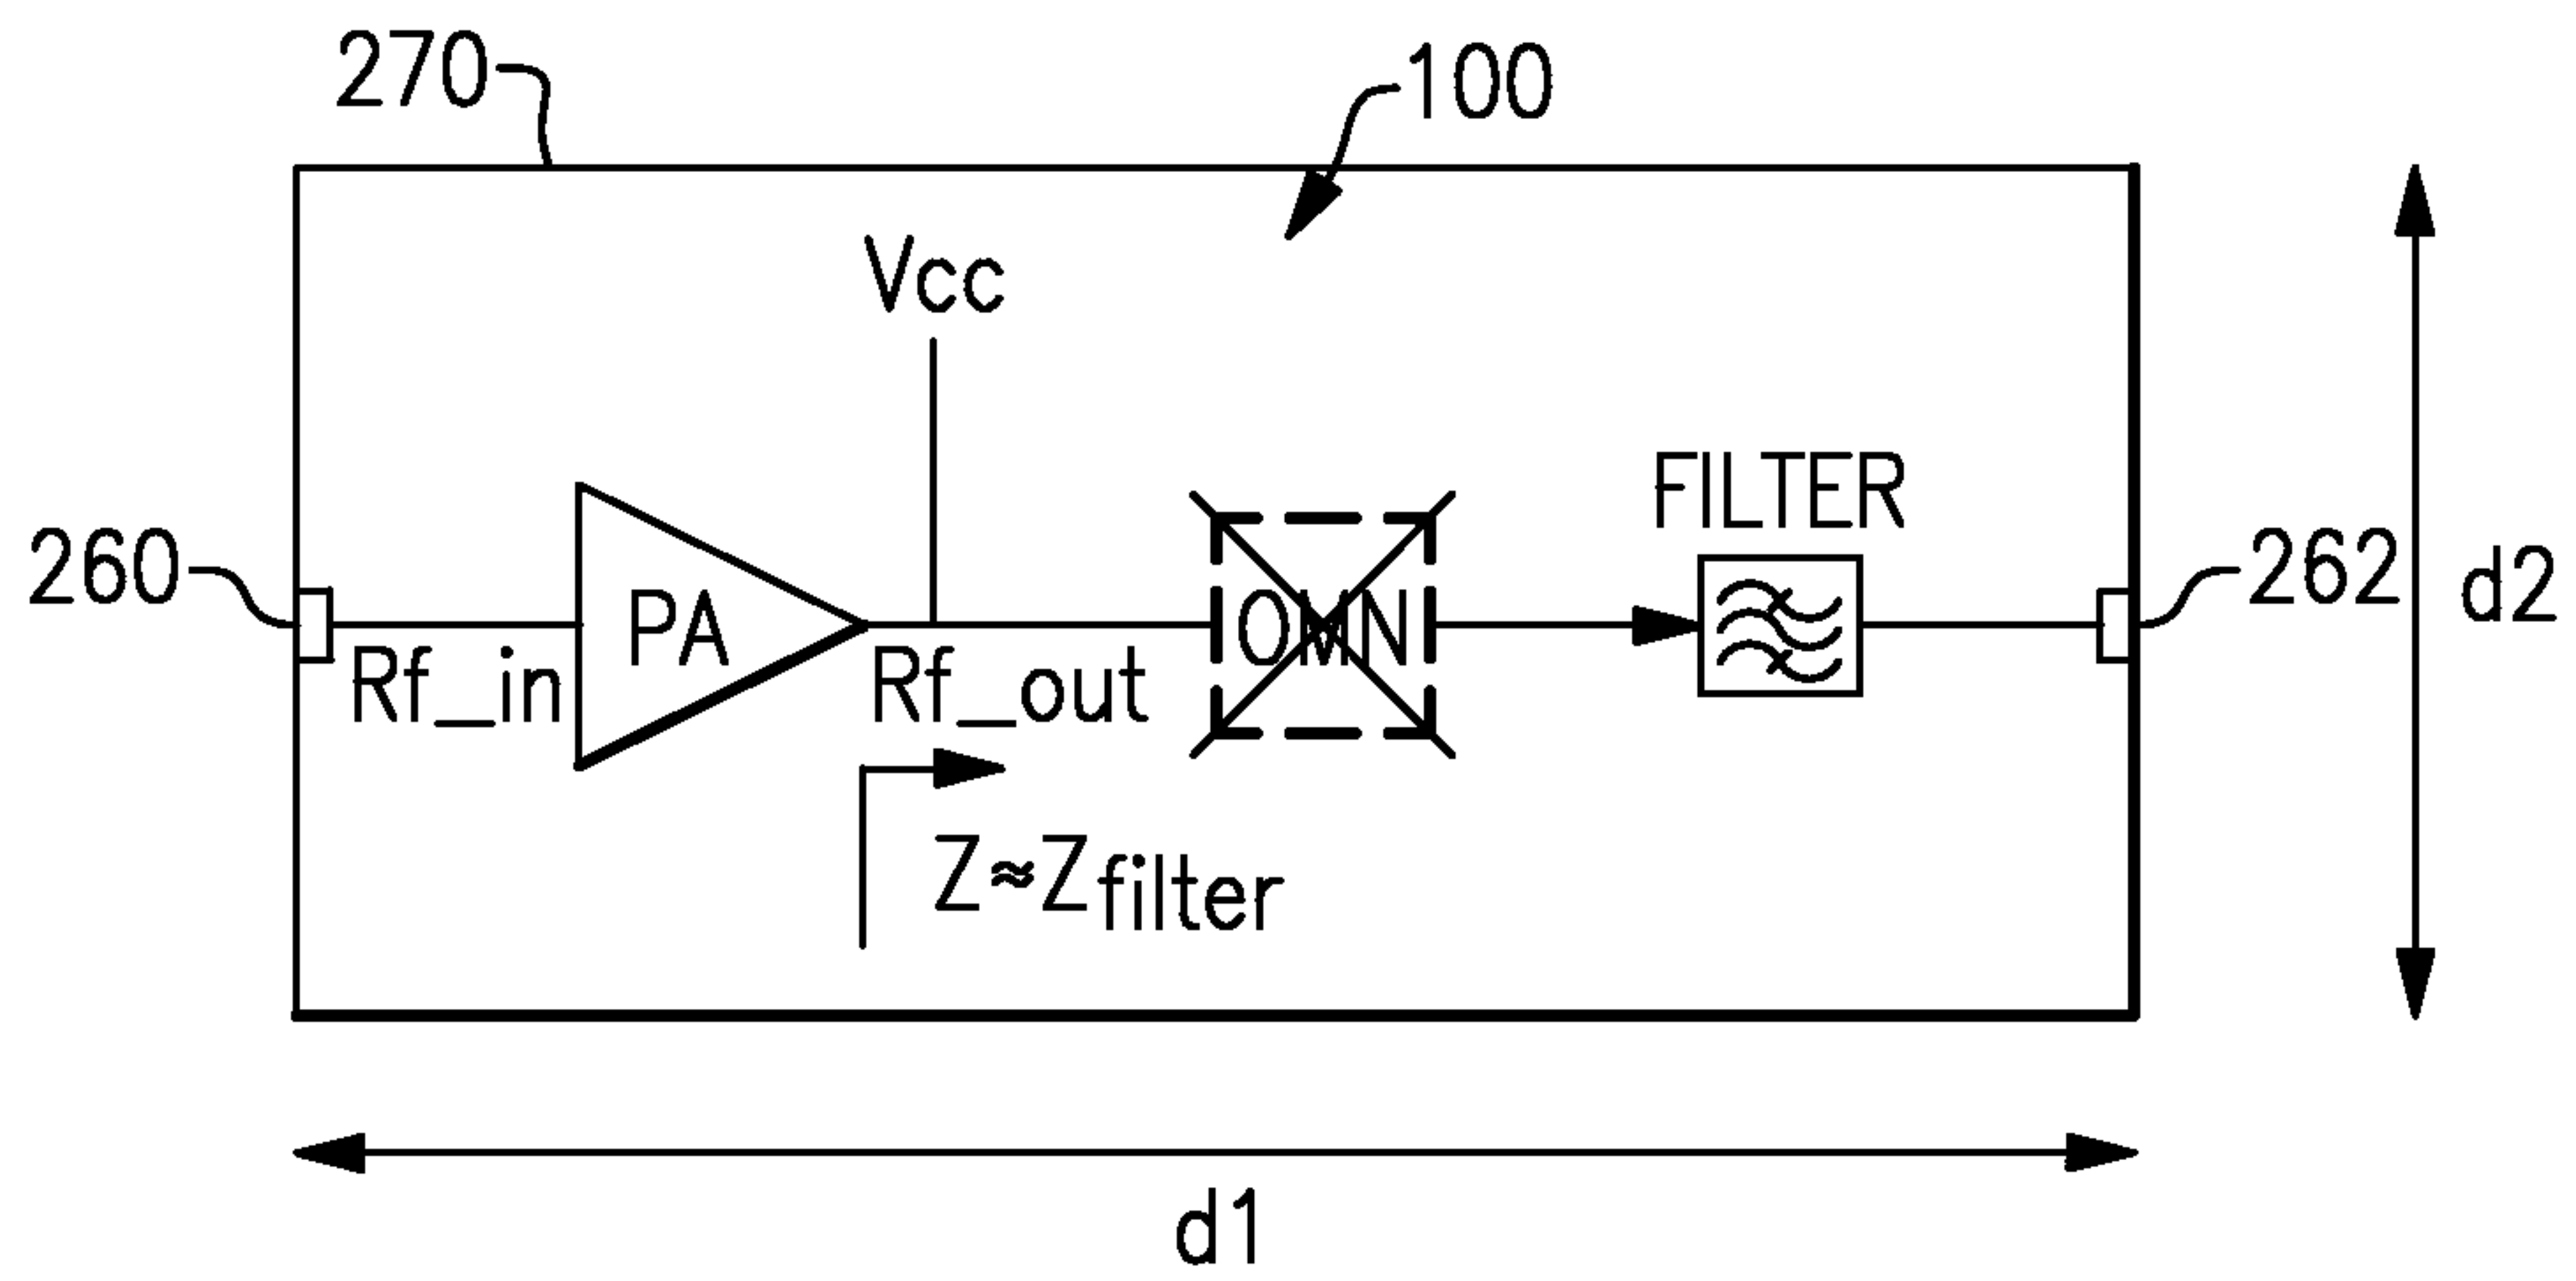 270
100
Vcc
FILTER
260
262
d2
PA
OMN
Rf_in
Rf_out
Z≈Zfilter
d1